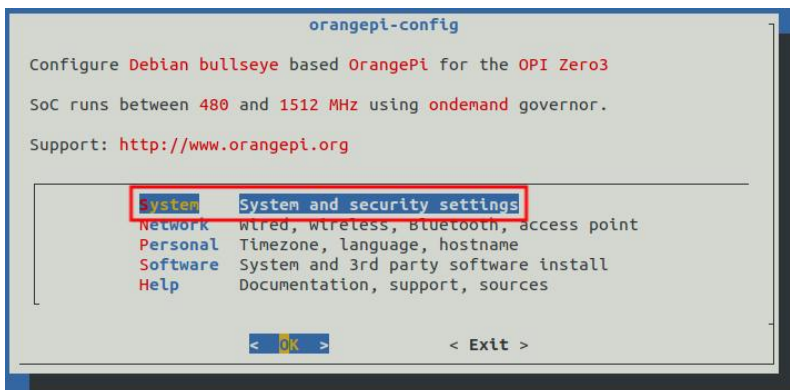 orangepi-config
Configure Debian bullseye based OrangePi for the OPI Zero3
SoC runs between 480 and 1512 MHz using ondemand governor.
Support: http://www.orangepi.org
System System and security settings
Network Wired, wireless, Bluetooth, access point
Personal Timezone, language, hostname
Software System and 3rd party software install
Help Documentation, support, sources
< OK > < Exit >